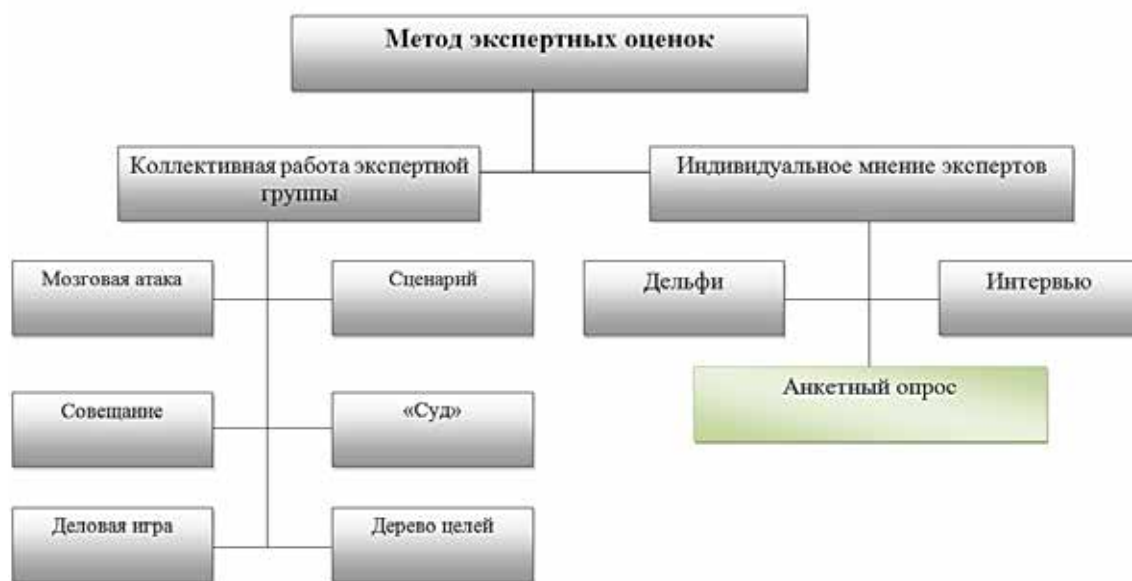 Метод экспертных оценок
Коллективная работа экспертной
группы
Индивидуальное мнение экспертов
Мозговая атака
Сценарий
Дельфи
Интервью
Анкетный опрос
Совещание
«Суд»
Деловая игра
Дерево целей